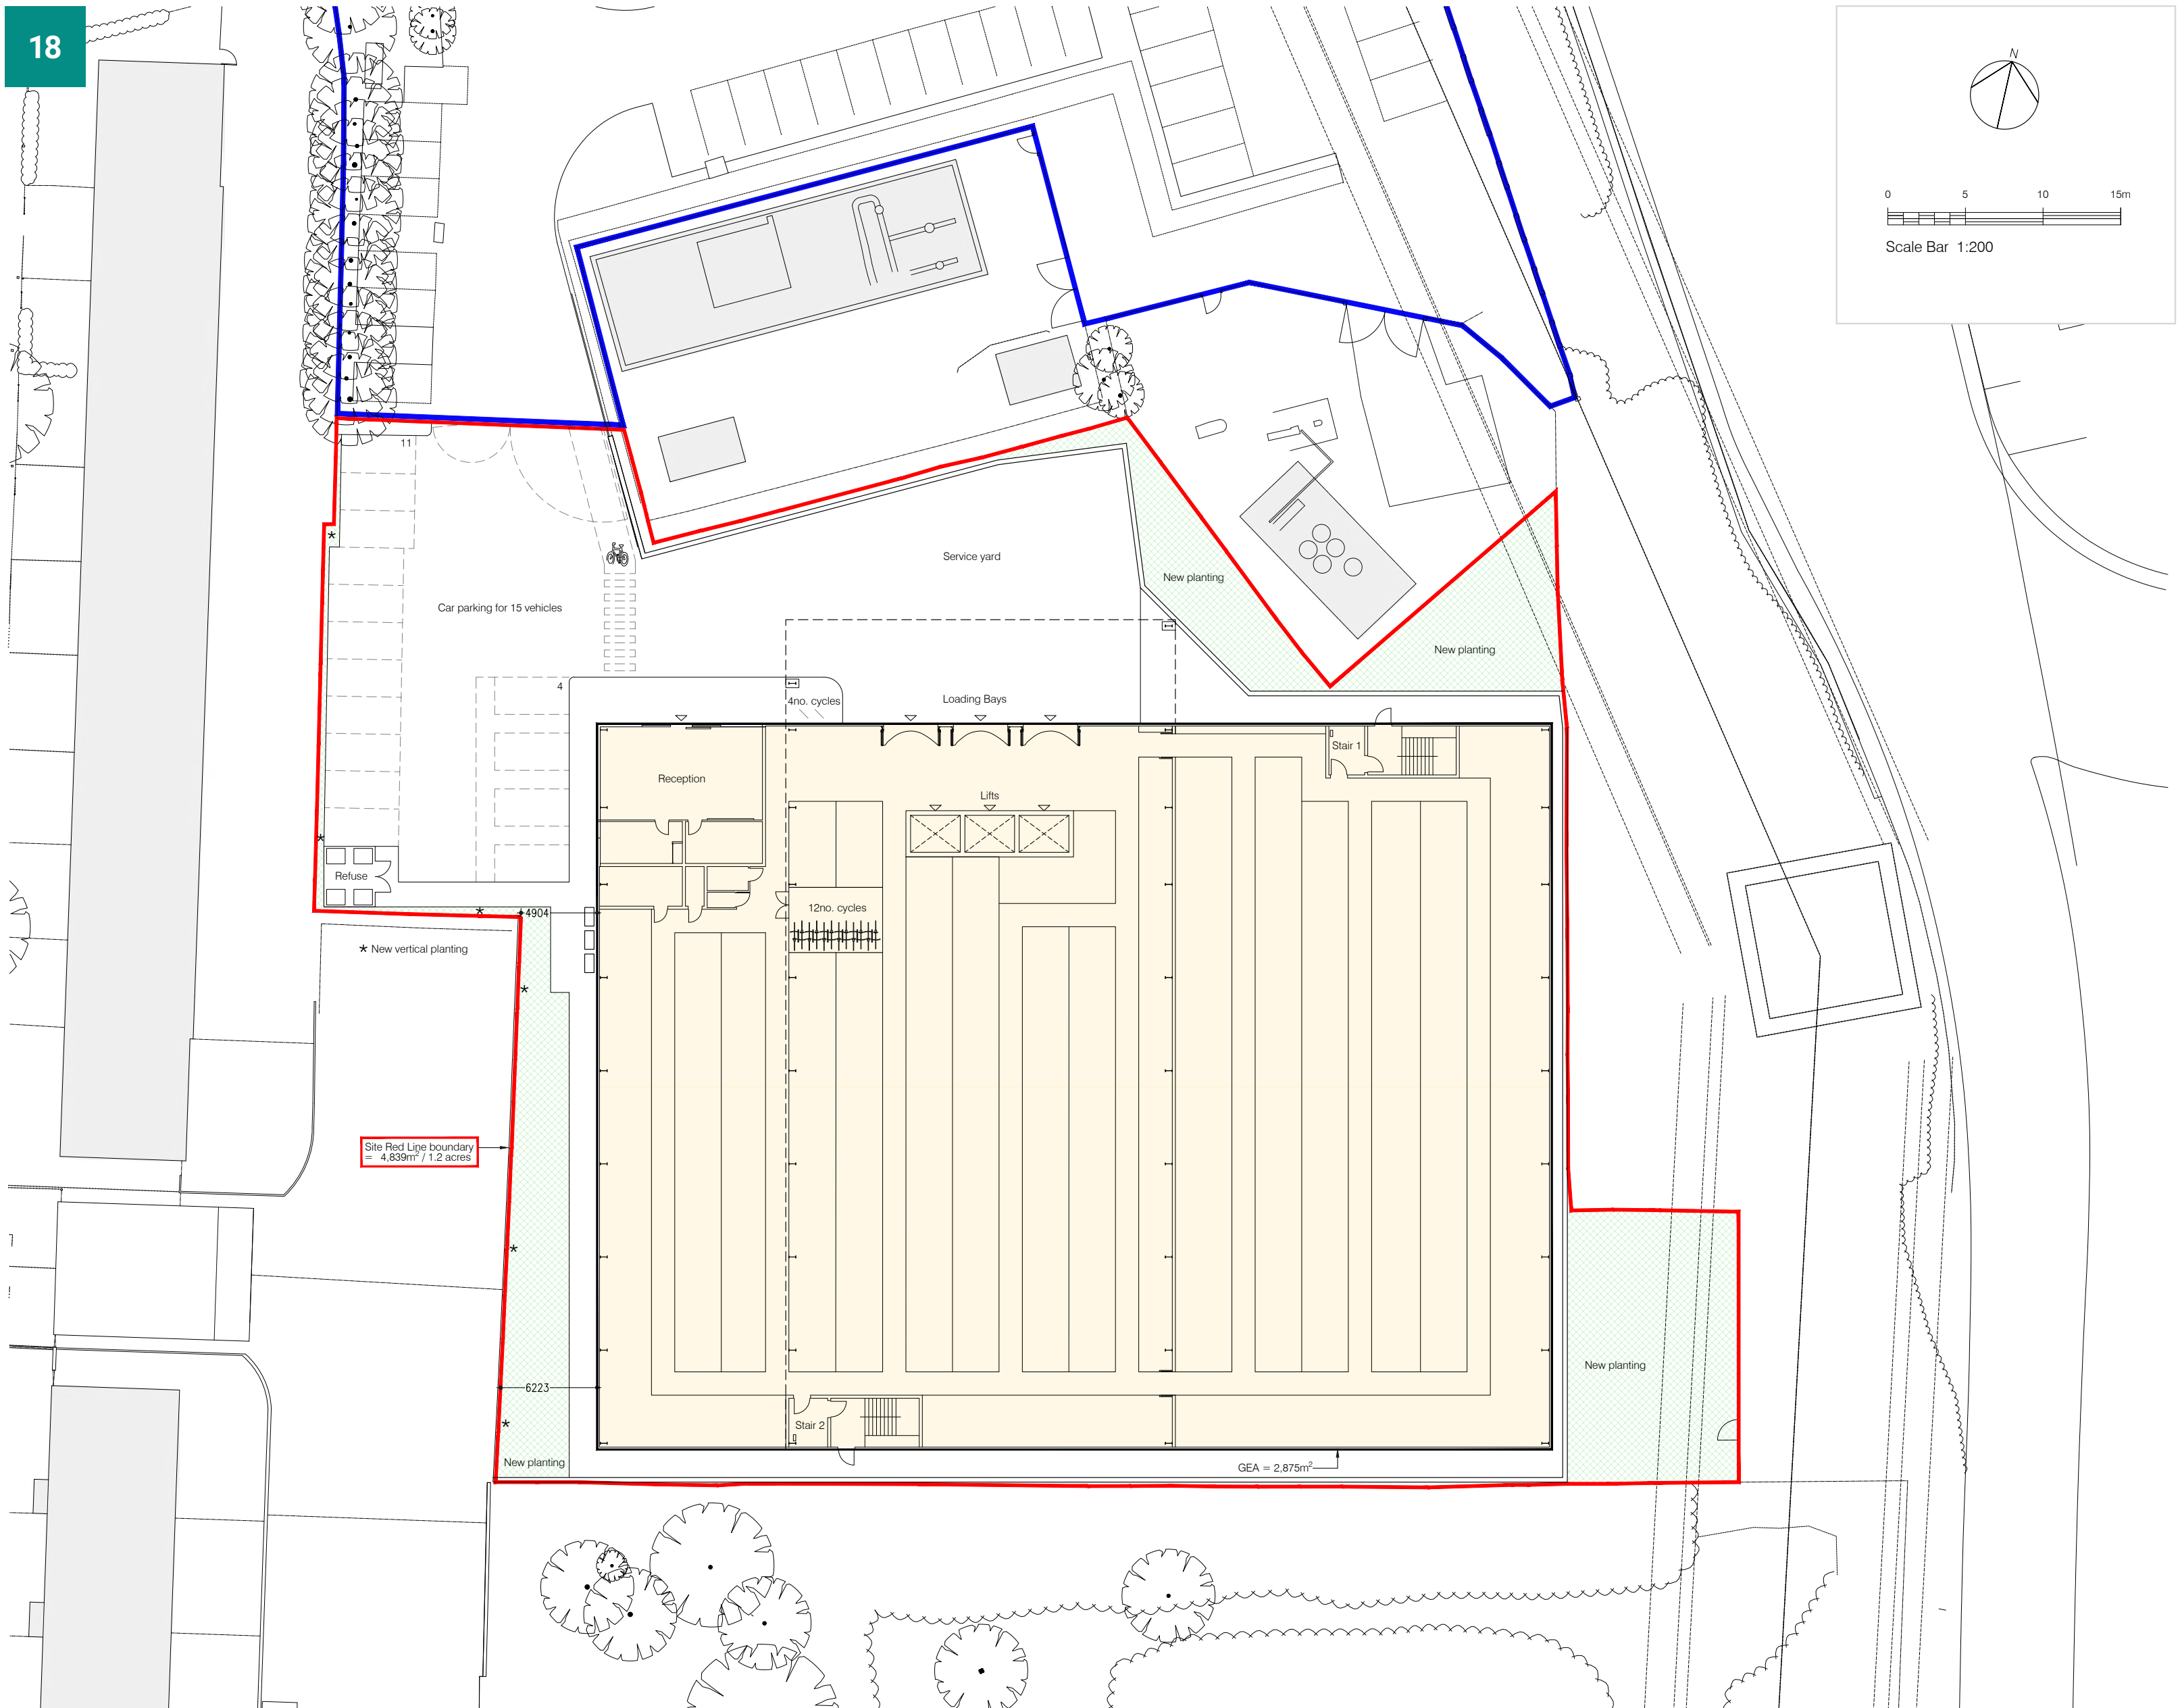 18
N
0 5 10 15m
Scale Bar 1:200
11
Service yard
New planting
Car parking for 15 vehicles
New planting
4
4no. cycles
Loading Bays
Stair 1
Reception
Lifts
Refuse
12no. cycles
4904
* New vertical planting
Site Red Line boundary
= 4,839m² / 1.2 acres
New planting
6223
Stair 2
New planting
GEA = 2,875m²